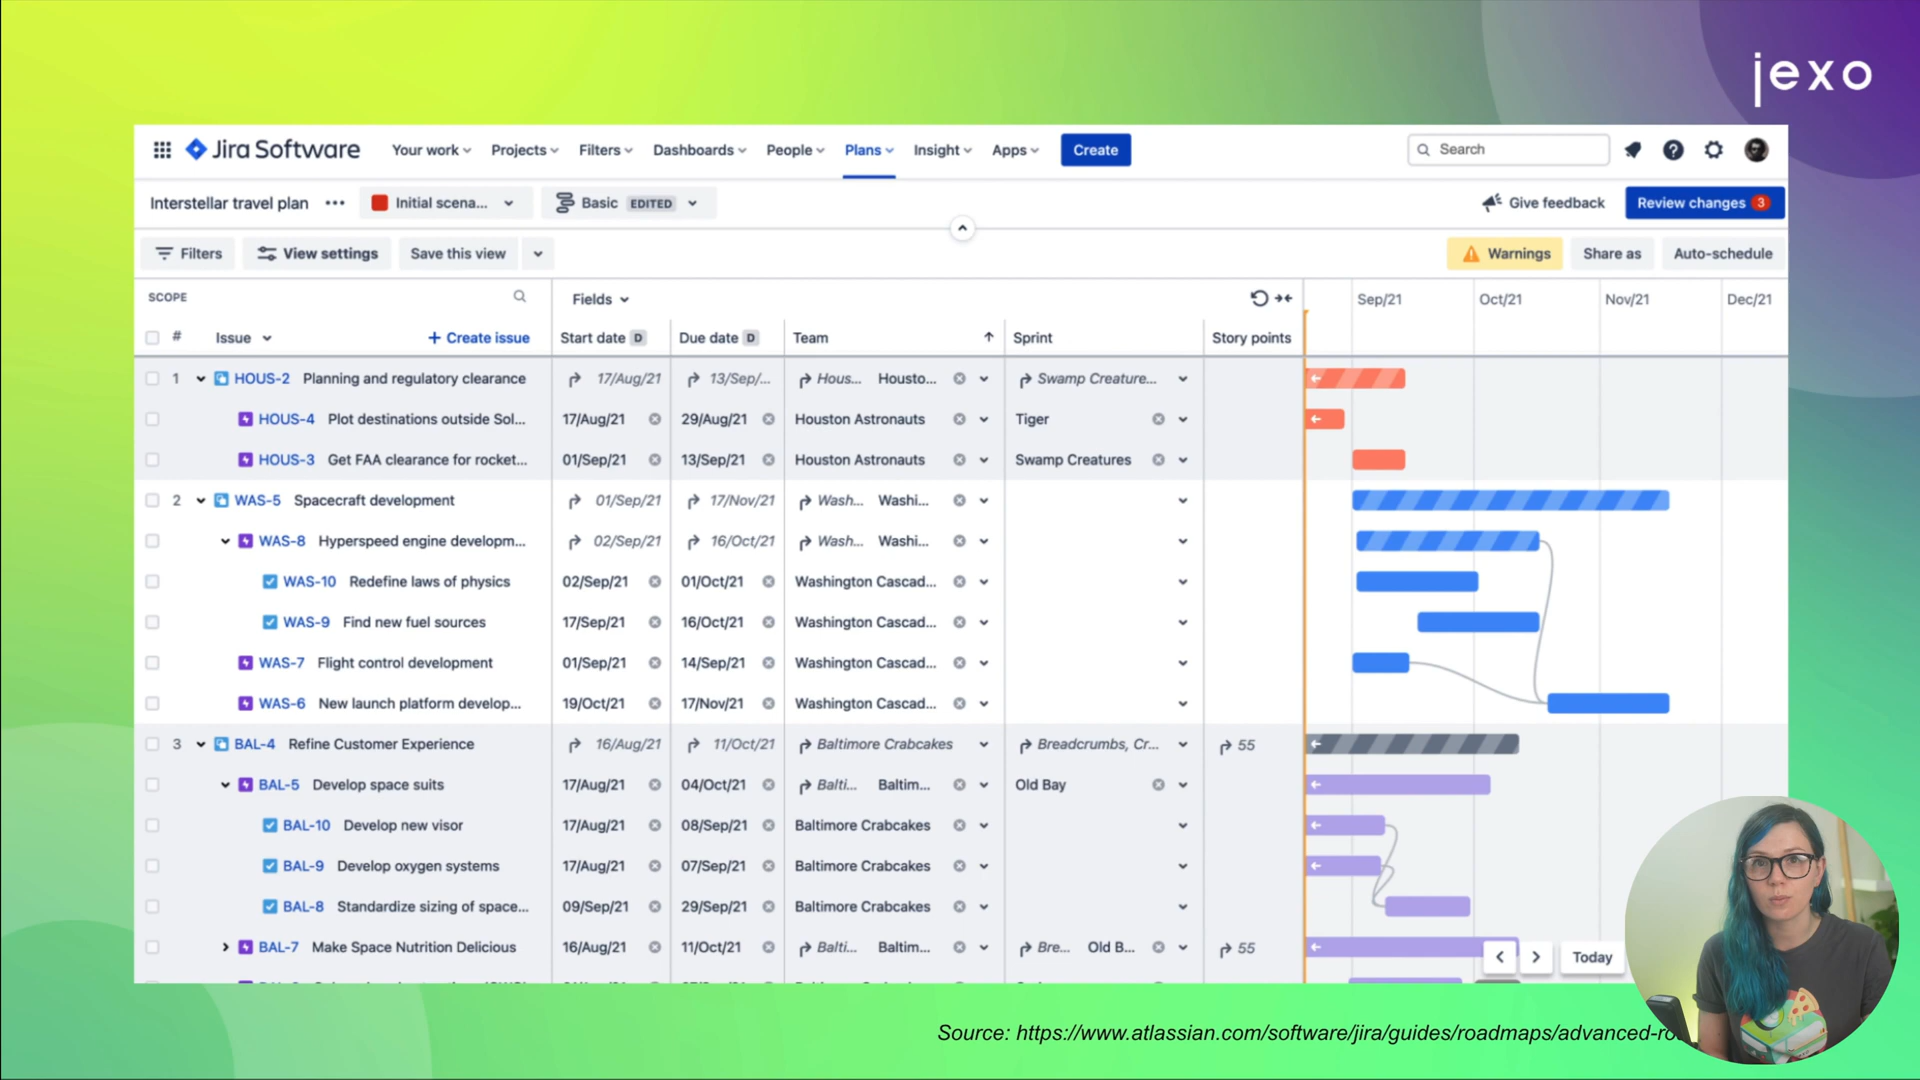 jexo
Jira Software Your work Projects Filters Dashboards People Plans Insight Apps Create Search
Interstellar travel plan ••• Initial scena... Basic EDITED Give feedback Review changes 3
Filters View settings Save this view Warnings Share as Auto-schedule
SCOPE Fields Sep/21 Oct/21 Nov/21 Dec/21
# Issue + Create issue Start date D Due date D Team Sprint Story points
1 HOUS-2 Planning and regulatory clearance 17/Aug/21 13/Sep/... Hous... Housto... Swamp Creature...
HOUS-4 Plot destinations outside Sol... 17/Aug/21 29/Aug/21 Houston Astronauts Tiger
HOUS-3 Get FAA clearance for rocket... 01/Sep/21 13/Sep/21 Houston Astronauts Swamp Creatures
2 WAS-5 Spacecraft development 01/Sep/21 17/Nov/21 Wash... Washi...
WAS-8 Hyperspeed engine developm... 02/Sep/21 16/Oct/21 Wash... Washi...
WAS-10 Redefine laws of physics 02/Sep/21 01/Oct/21 Washington Cascad...
WAS-9 Find new fuel sources 17/Sep/21 16/Oct/21 Washington Cascad...
WAS-7 Flight control development 01/Sep/21 14/Sep/21 Washington Cascad...
WAS-6 New launch platform develop... 19/Oct/21 17/Nov/21 Washington Cascad...
3 BAL-4 Refine Customer Experience 16/Aug/21 11/Oct/21 Baltimore Crabcakes Breadcrumbs, Cr... 55
BAL-5 Develop space suits 17/Aug/21 04/Oct/21 Balti... Baltim... Old Bay
BAL-10 Develop new visor 17/Aug/21 08/Sep/21 Baltimore Crabcakes
BAL-9 Develop oxygen systems 17/Aug/21 07/Sep/21 Baltimore Crabcakes
BAL-8 Standardize sizing of space... 09/Sep/21 29/Sep/21 Baltimore Crabcakes
BAL-7 Make Space Nutrition Delicious 16/Aug/21 11/Oct/21 Balti... Baltim... Bre... Old B... 55
Today
Source: https://www.atlassian.com/software/jira/guides/roadmaps/advanced-ro